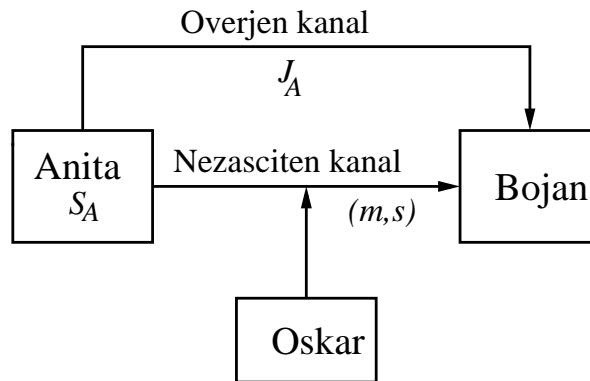 Overjen kanal
J_A
Anita
S_A
Nezasciten kanal
(m,s)
Bojan
Oskar